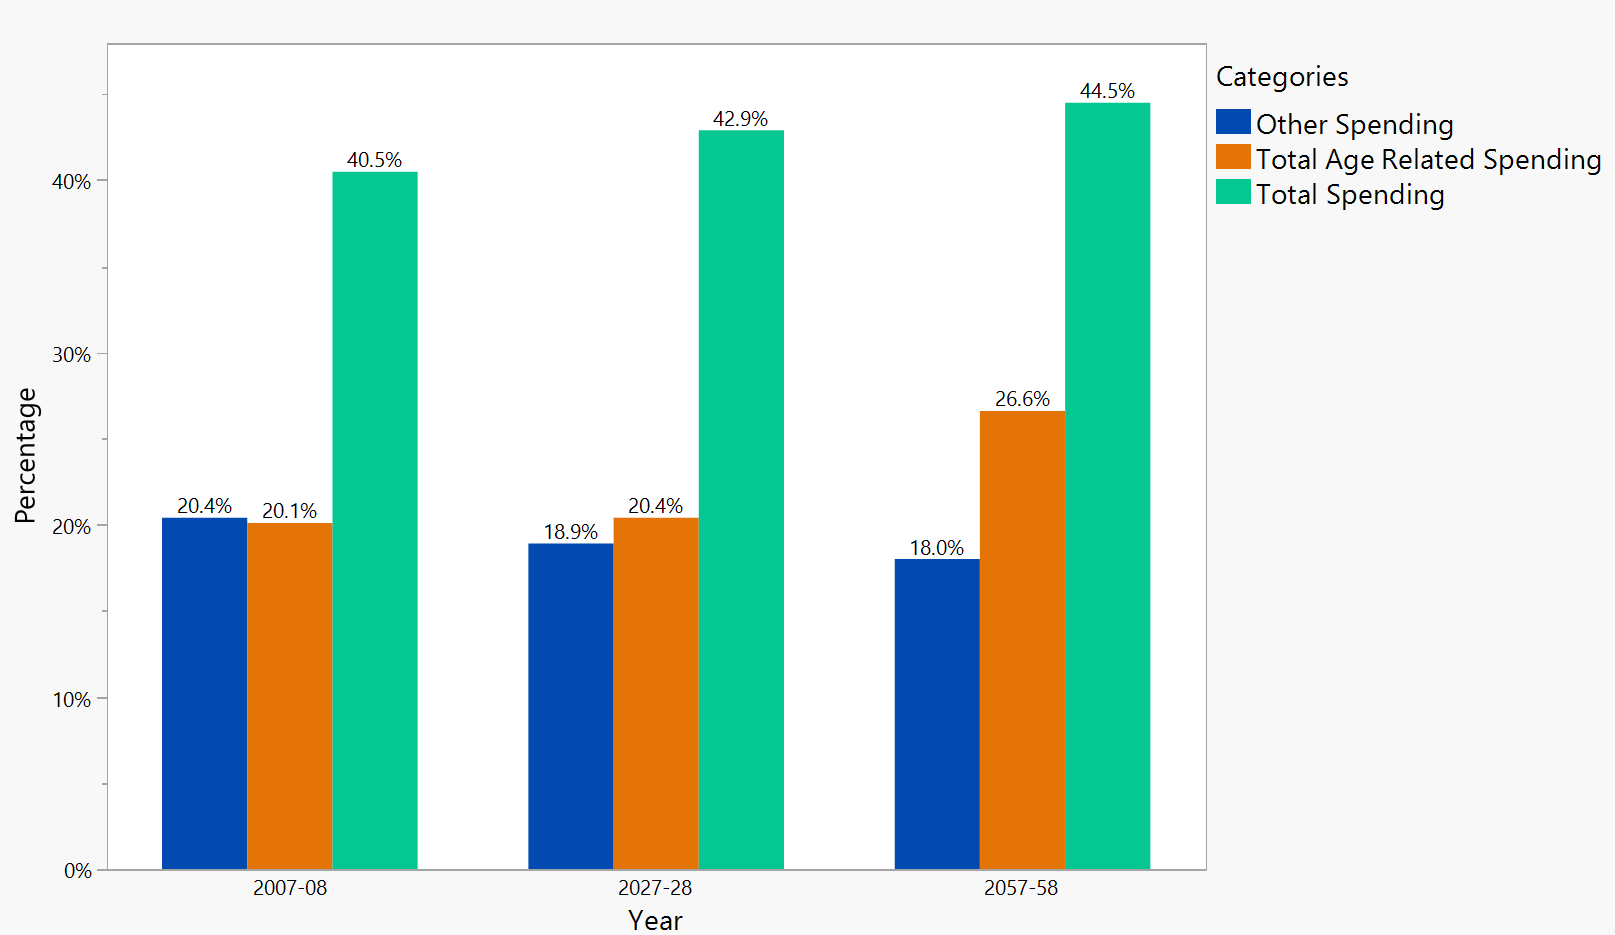 Categories
Other Spending
Total Age Related Spending
Total Spending
Percentage
40%
30%
20%
10%
0%
20.4%
20.1%
40.5%
18.9%
20.4%
42.9%
18.0%
26.6%
44.5%
2007-08
2027-28
2057-58
Year